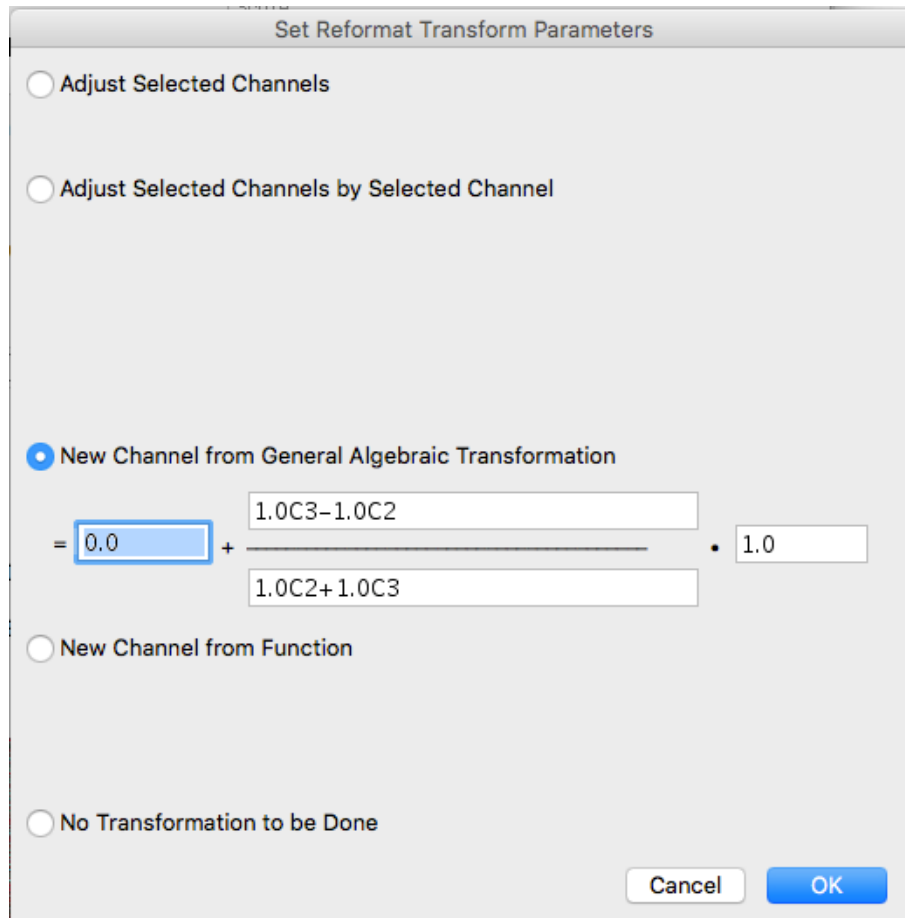 Set Reformat Transform Parameters
Adjust Selected Channels
Adjust Selected Channels by Selected Channel
New Channel from General Algebraic Transformation
1.0C3–1.0C2
= 0.0 + • 1.0
1.0C2+1.0C3
New Channel from Function
No Transformation to be Done
Cancel OK